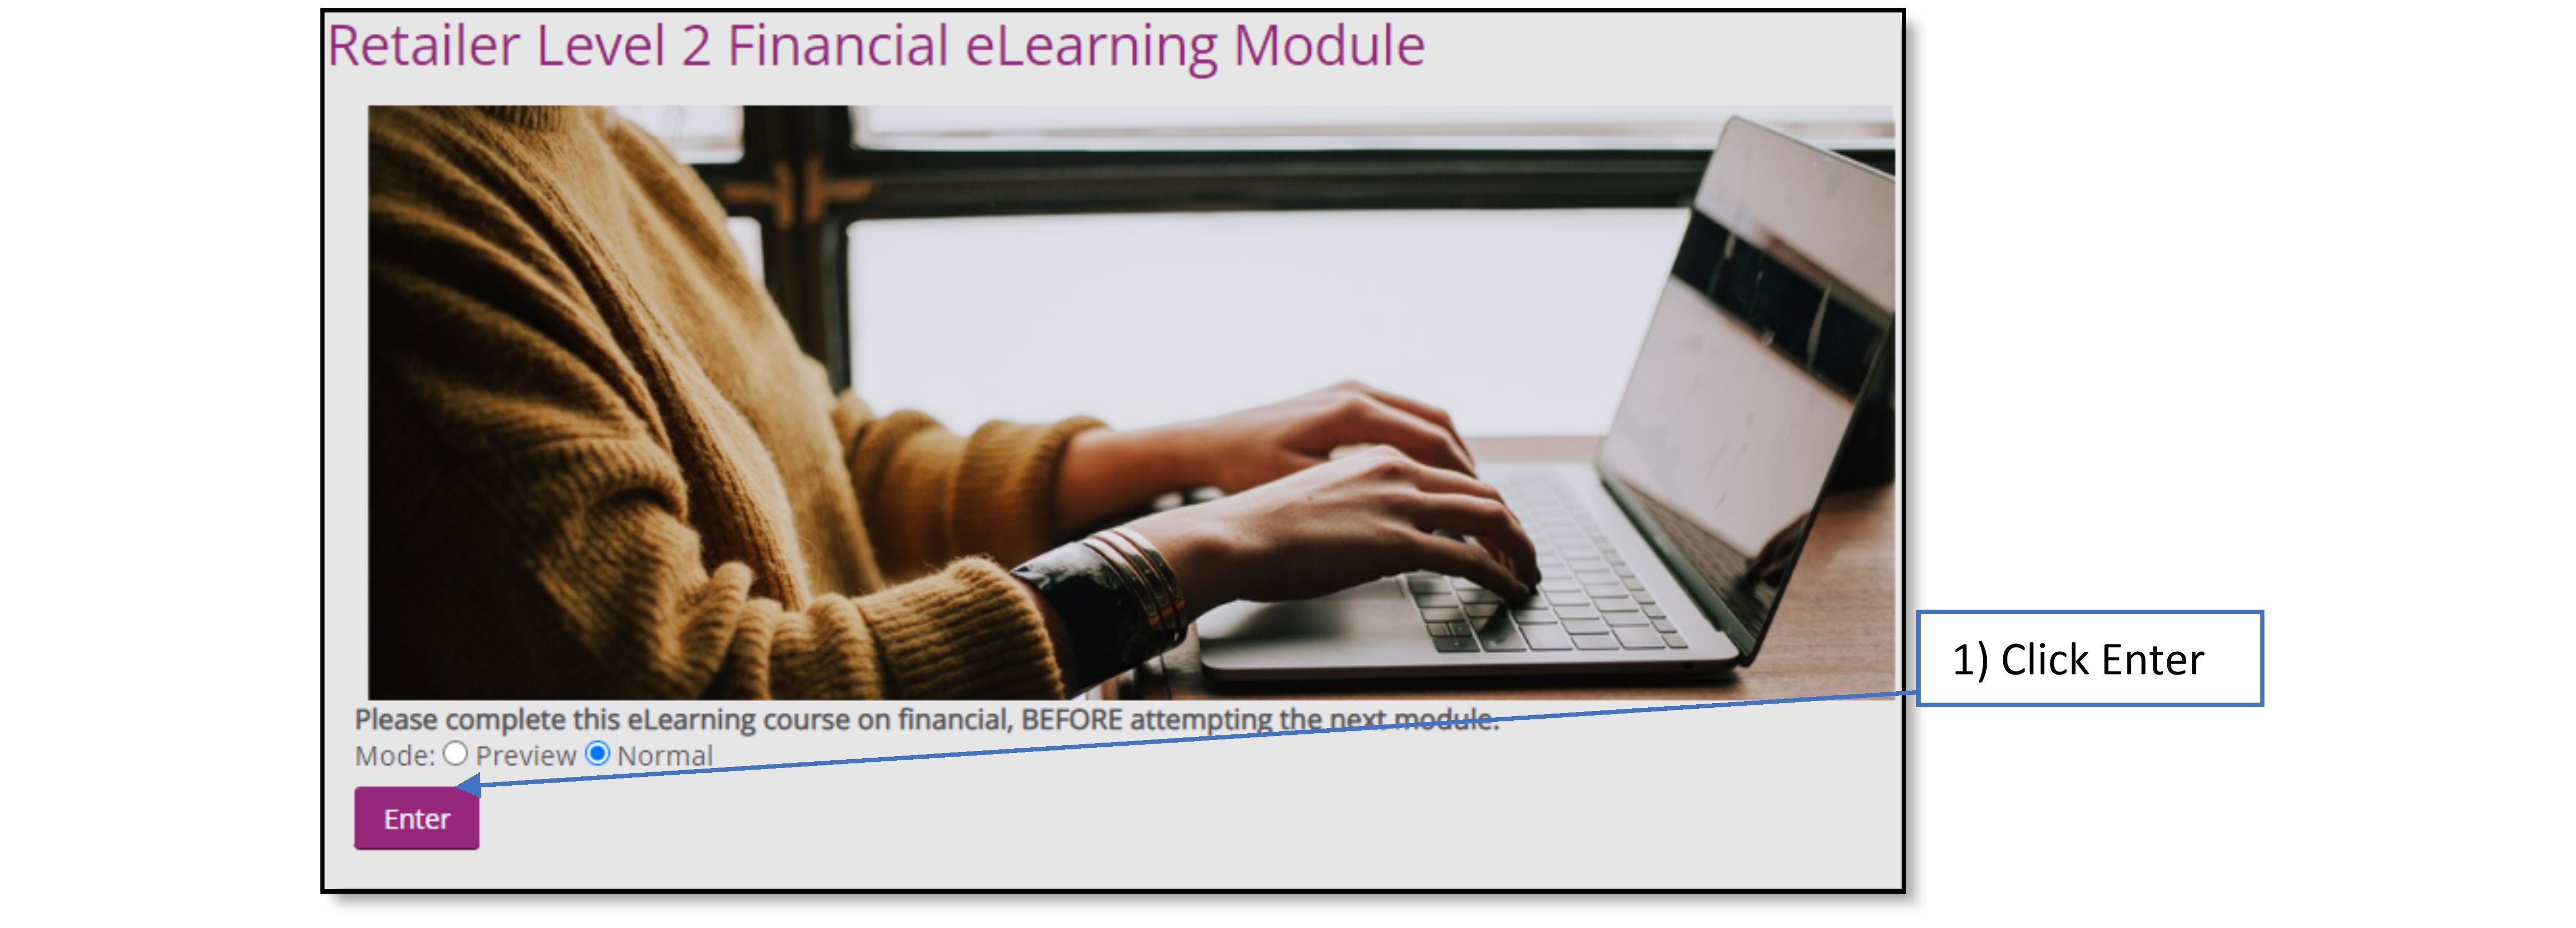 Retailer Level 2 Financial eLearning Module
Please complete this eLearning course on financial, BEFORE attempting the next module.
Mode: Preview Normal
Enter
1) Click Enter